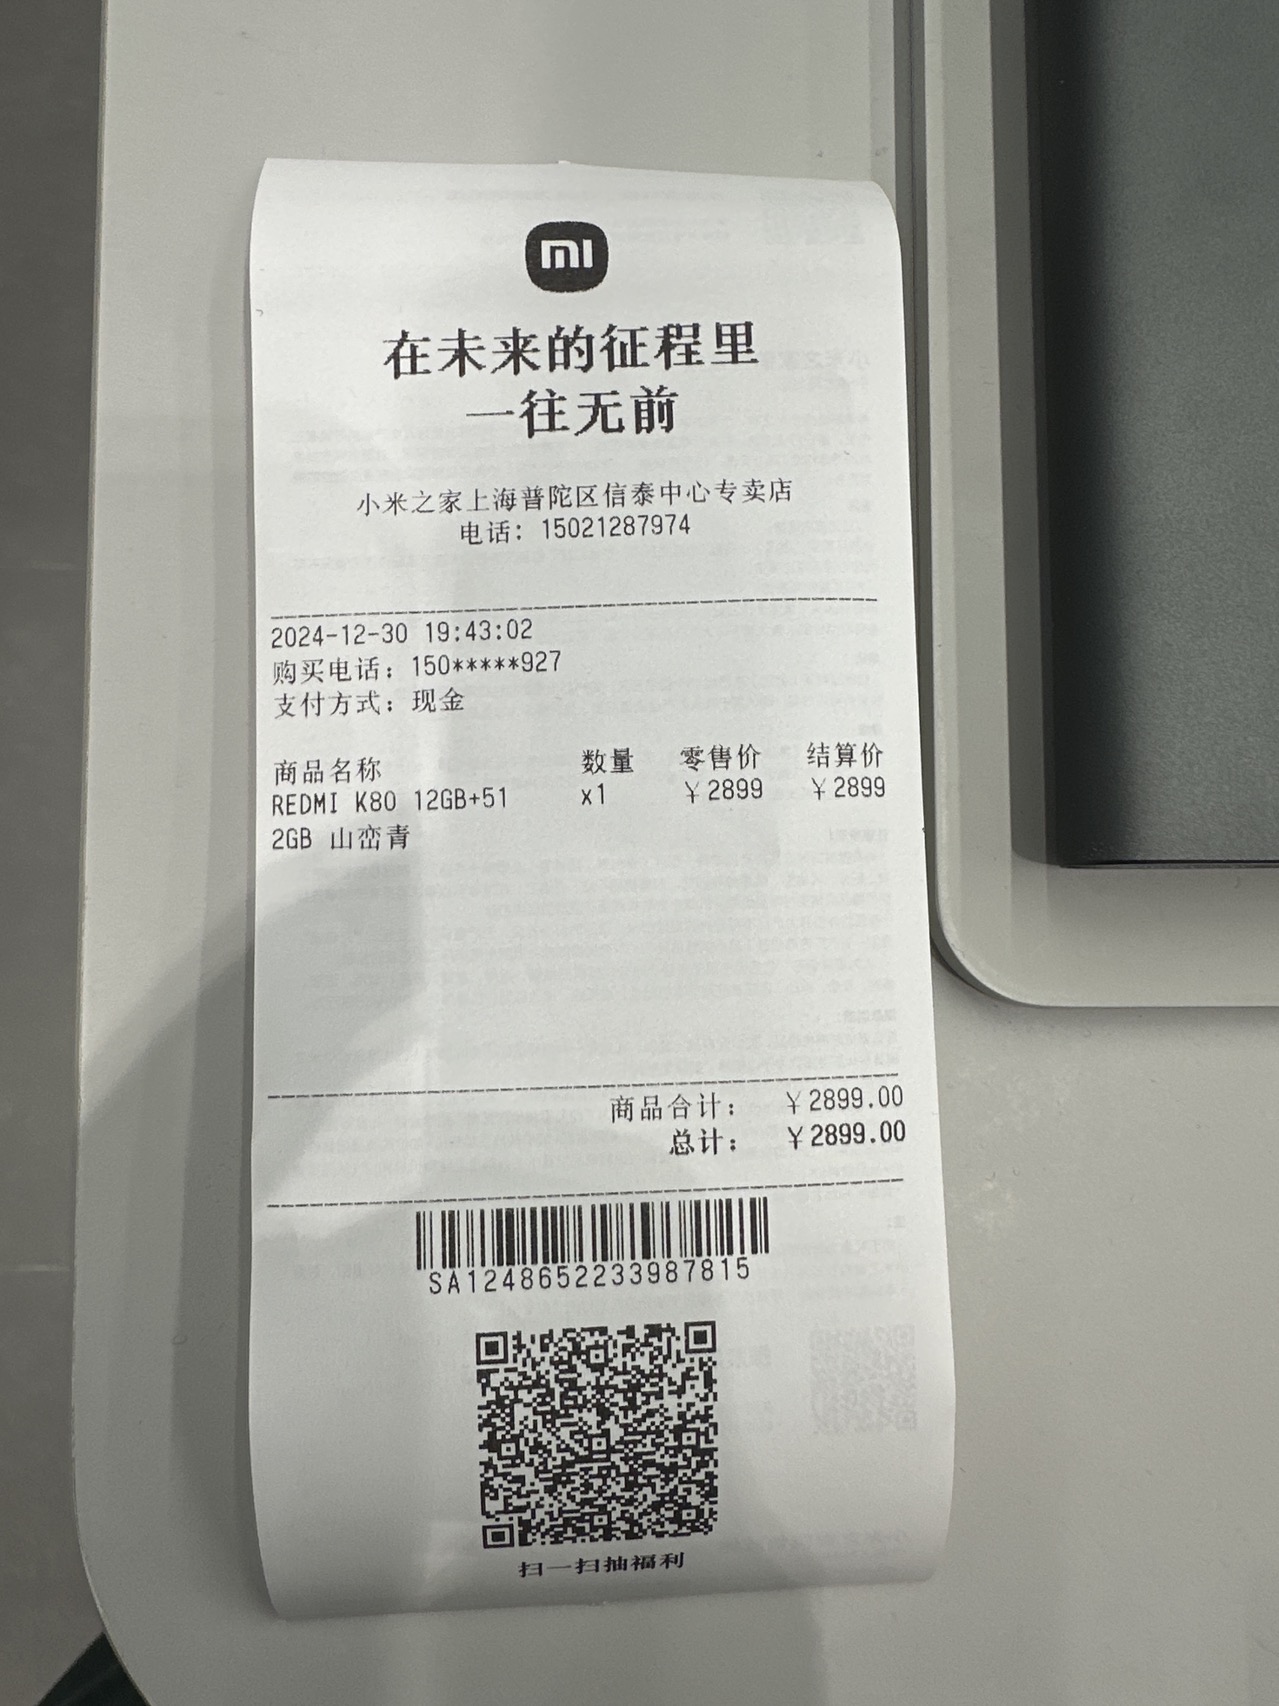 mi
在未来的征程里
一往无前
小米之家上海普陀区信泰中心专卖店
电话：15021287974
2024-12-30 19:43:02
购买电话：150*****927
支付方式：现金
商品名称 数量 零售价 结算价
REDMI K80 12GB+51 x1 ￥2899 ￥2899
2GB 山峦青
商品合计： ￥2899.00
总计： ￥2899.00
SA1248652233987815
扫一扫抽福利